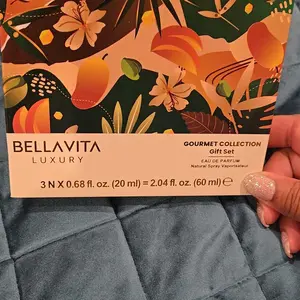 BELLAVITA
LUXURY
GOURMET COLLECTION
Gift Set
EAU DE PARFUM
Natural Spray Vaporisateur
3 N X 0.68 fl. oz. (20 ml) = 2.04 fl. oz. (60 ml) ℮